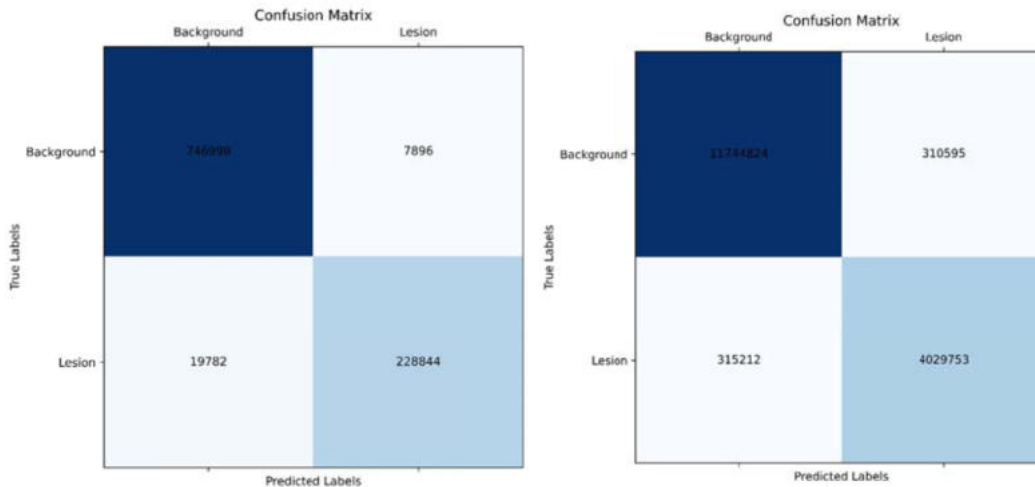 Confusion Matrix
Background
Lesion
Background
746998
7896
True Labels
Lesion
19782
228844
Predicted Labels
Confusion Matrix
Background
Lesion
Background
11744824
310595
True Labels
Lesion
315212
4029753
Predicted Labels